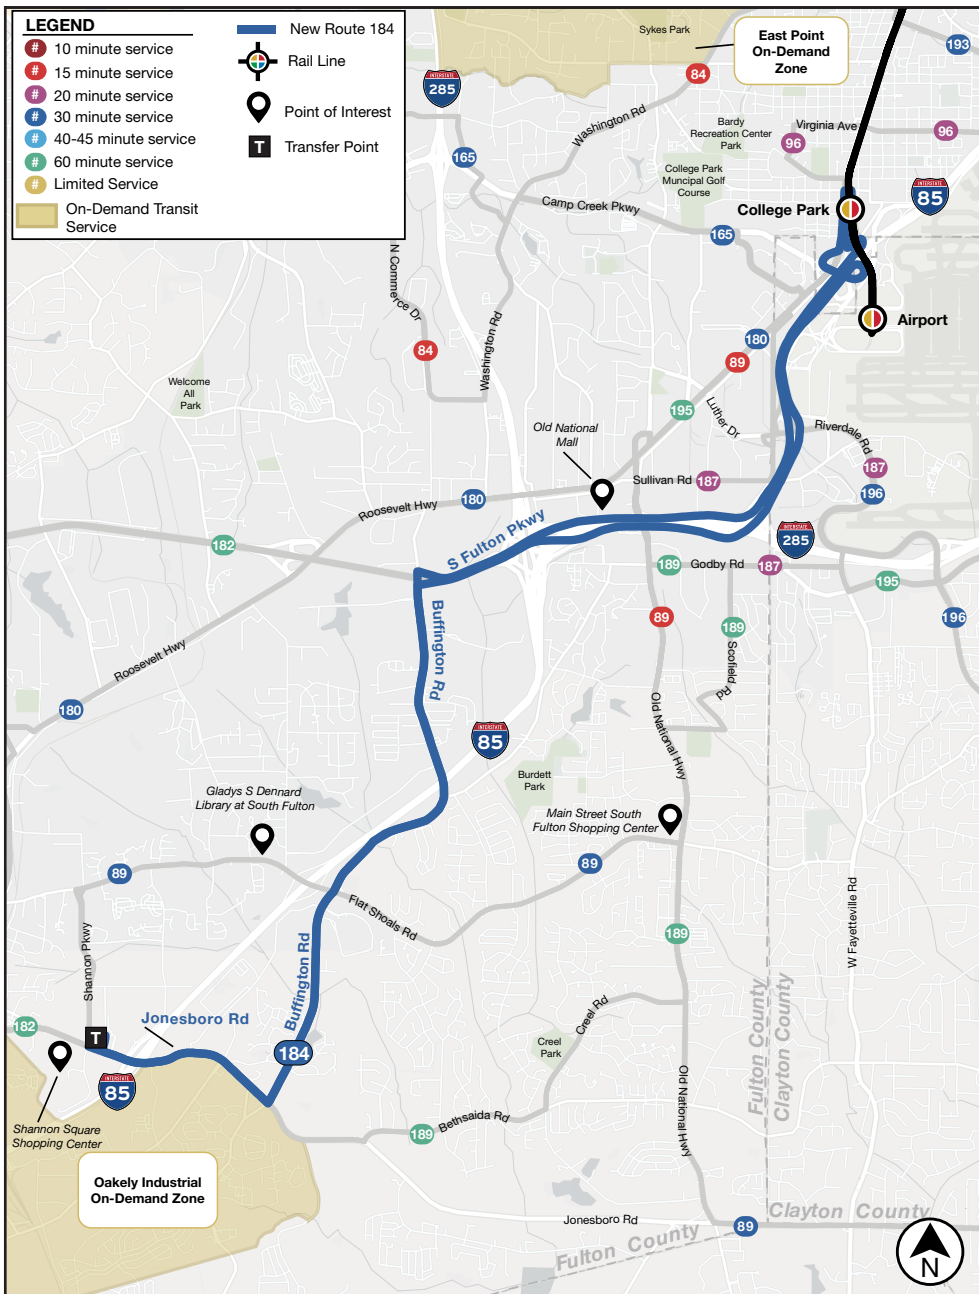 LEGEND
# 10 minute service
# 15 minute service
# 20 minute service
# 30 minute service
# 40-45 minute service
# 60 minute service
# Limited Service
On-Demand Transit
Service
New Route 184
Rail Line
Point of Interest
T Transfer Point
Sykes Park
East Point
On-Demand
Zone
193
INTERSTATE
285
84
Washington Rd
Bardy
Recreation Center
Park
Virginia Ave
96
96
165
College Park
Muncipal Golf
Course
INTERSTATE
85
Camp Creek Pkwy
College Park
165
N Commerce Dr
Washington Rd
Airport
180
84
89
Welcome
All
Park
195
Luther Dr
Old National
Mall
Riverdale Rd
187
Sullivan Rd
187
196
180
Roosevelt Hwy
S Fulton Pkwy
INTERSTATE
285
182
189
Godby Rd
187
195
Buffington Rd
89
189
196
Scofield Rd
Roosevelt Hwy
180
Old National Hwy
INTERSTATE
85
Burdett
Park
Gladys S Dennard
Library at South Fulton
Main Street South
Fulton Shopping Center
89
89
Flat Shoals Rd
W Fayetteville Rd
189
Shannon Pkwy
Buffington Rd
Jonesboro Rd
182
T
Creel Rd
Creel
Park
184
Fulton County
Clayton County
INTERSTATE
85
Old National Hwy
Shannon Square
Shopping Center
189
Bethsaida Rd
Oakely Industrial
On-Demand Zone
Jonesboro Rd
89
Clayton County
Fulton County
N